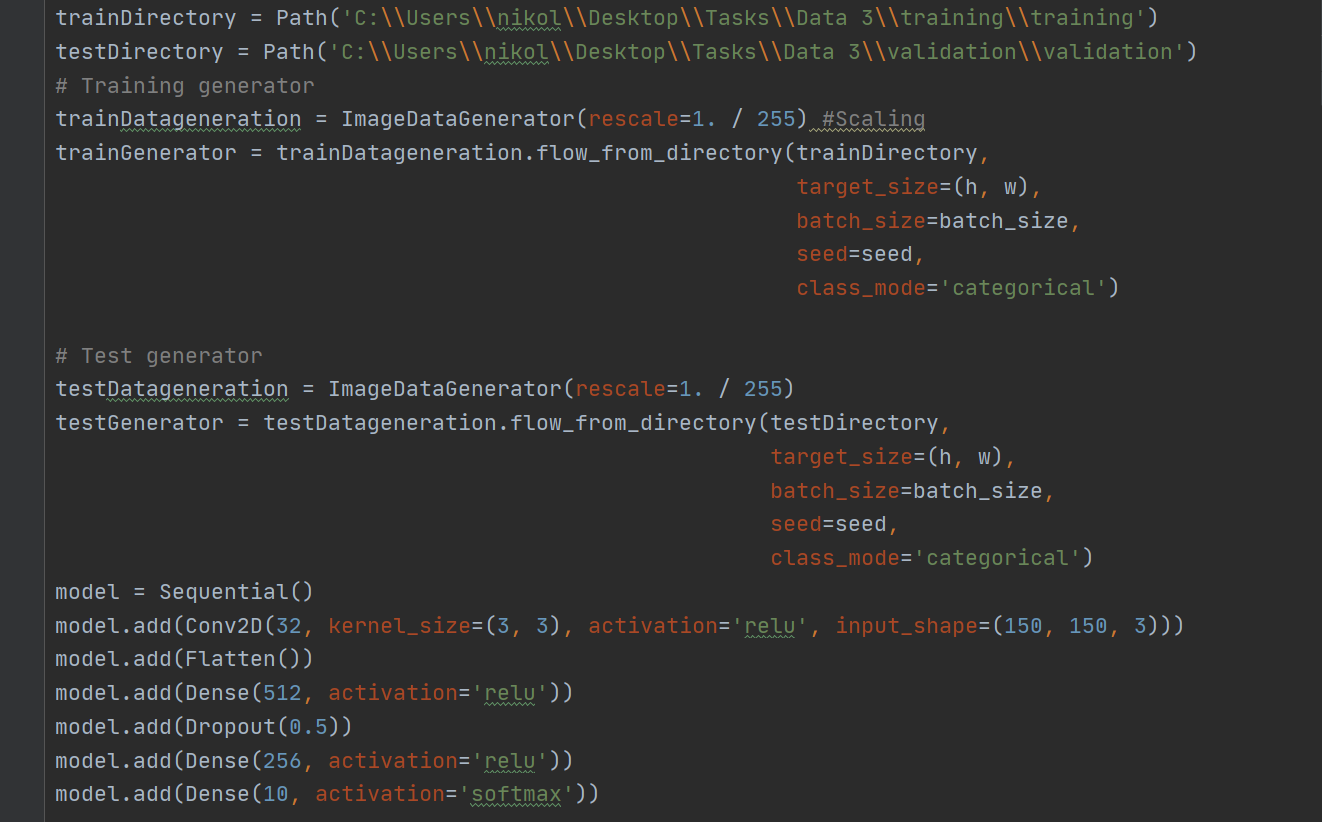 trainDirectory = Path('C:\\Users\\nikol\\Desktop\\Tasks\\Data 3\\training\\training')
testDirectory = Path('C:\\Users\\nikol\\Desktop\\Tasks\\Data 3\\validation\\validation')
# Training generator
trainDatageneration = ImageDataGenerator(rescale=1. / 255) #Scaling
trainGenerator = trainDatageneration.flow_from_directory(trainDirectory,
target_size=(h, w),
batch_size=batch_size,
seed=seed,
class_mode='categorical')
# Test generator
testDatageneration = ImageDataGenerator(rescale=1. / 255)
testGenerator = testDatageneration.flow_from_directory(testDirectory,
target_size=(h, w),
batch_size=batch_size,
seed=seed,
class_mode='categorical')
model = Sequential()
model.add(Conv2D(32, kernel_size=(3, 3), activation='relu', input_shape=(150, 150, 3)))
model.add(Flatten())
model.add(Dense(512, activation='relu'))
model.add(Dropout(0.5))
model.add(Dense(256, activation='relu'))
model.add(Dense(10, activation='softmax'))